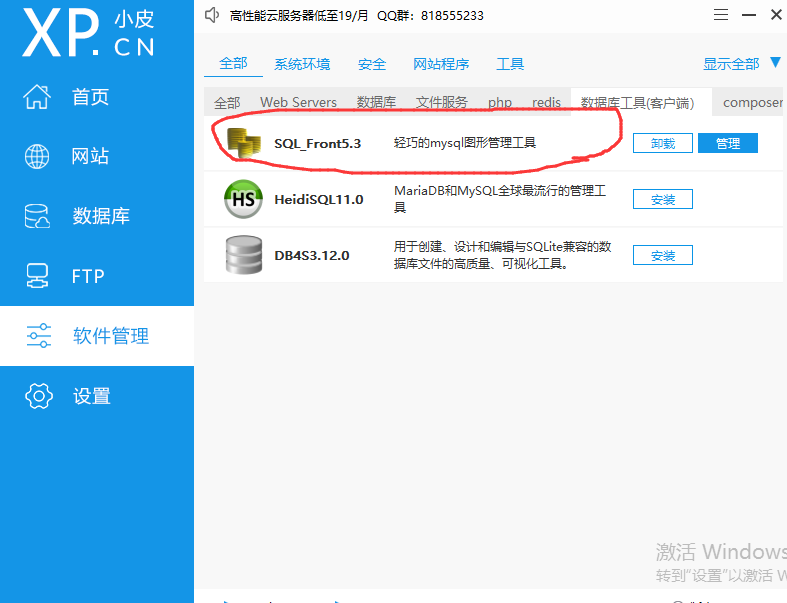 XP.CN 小皮
高性能云服务器低至19/月 QQ群：818555233
首页
网站
数据库
FTP
软件管理
设置
全部 系统环境 安全 网站程序 工具 显示全部
全部 Web Servers 数据库 文件服务 php redis 数据库工具(客户端) composer
SQL_Front5.3 轻巧的mysql图形管理工具 卸载 管理
HeidiSQL11.0 MariaDB和MySQL全球最流行的管理工
具 安装
DB4S3.12.0 用于创建、设计和编辑与SQLite兼容的数
据库文件的高质量、可视化工具。 安装
激活 Windows
转到"设置"以激活 W